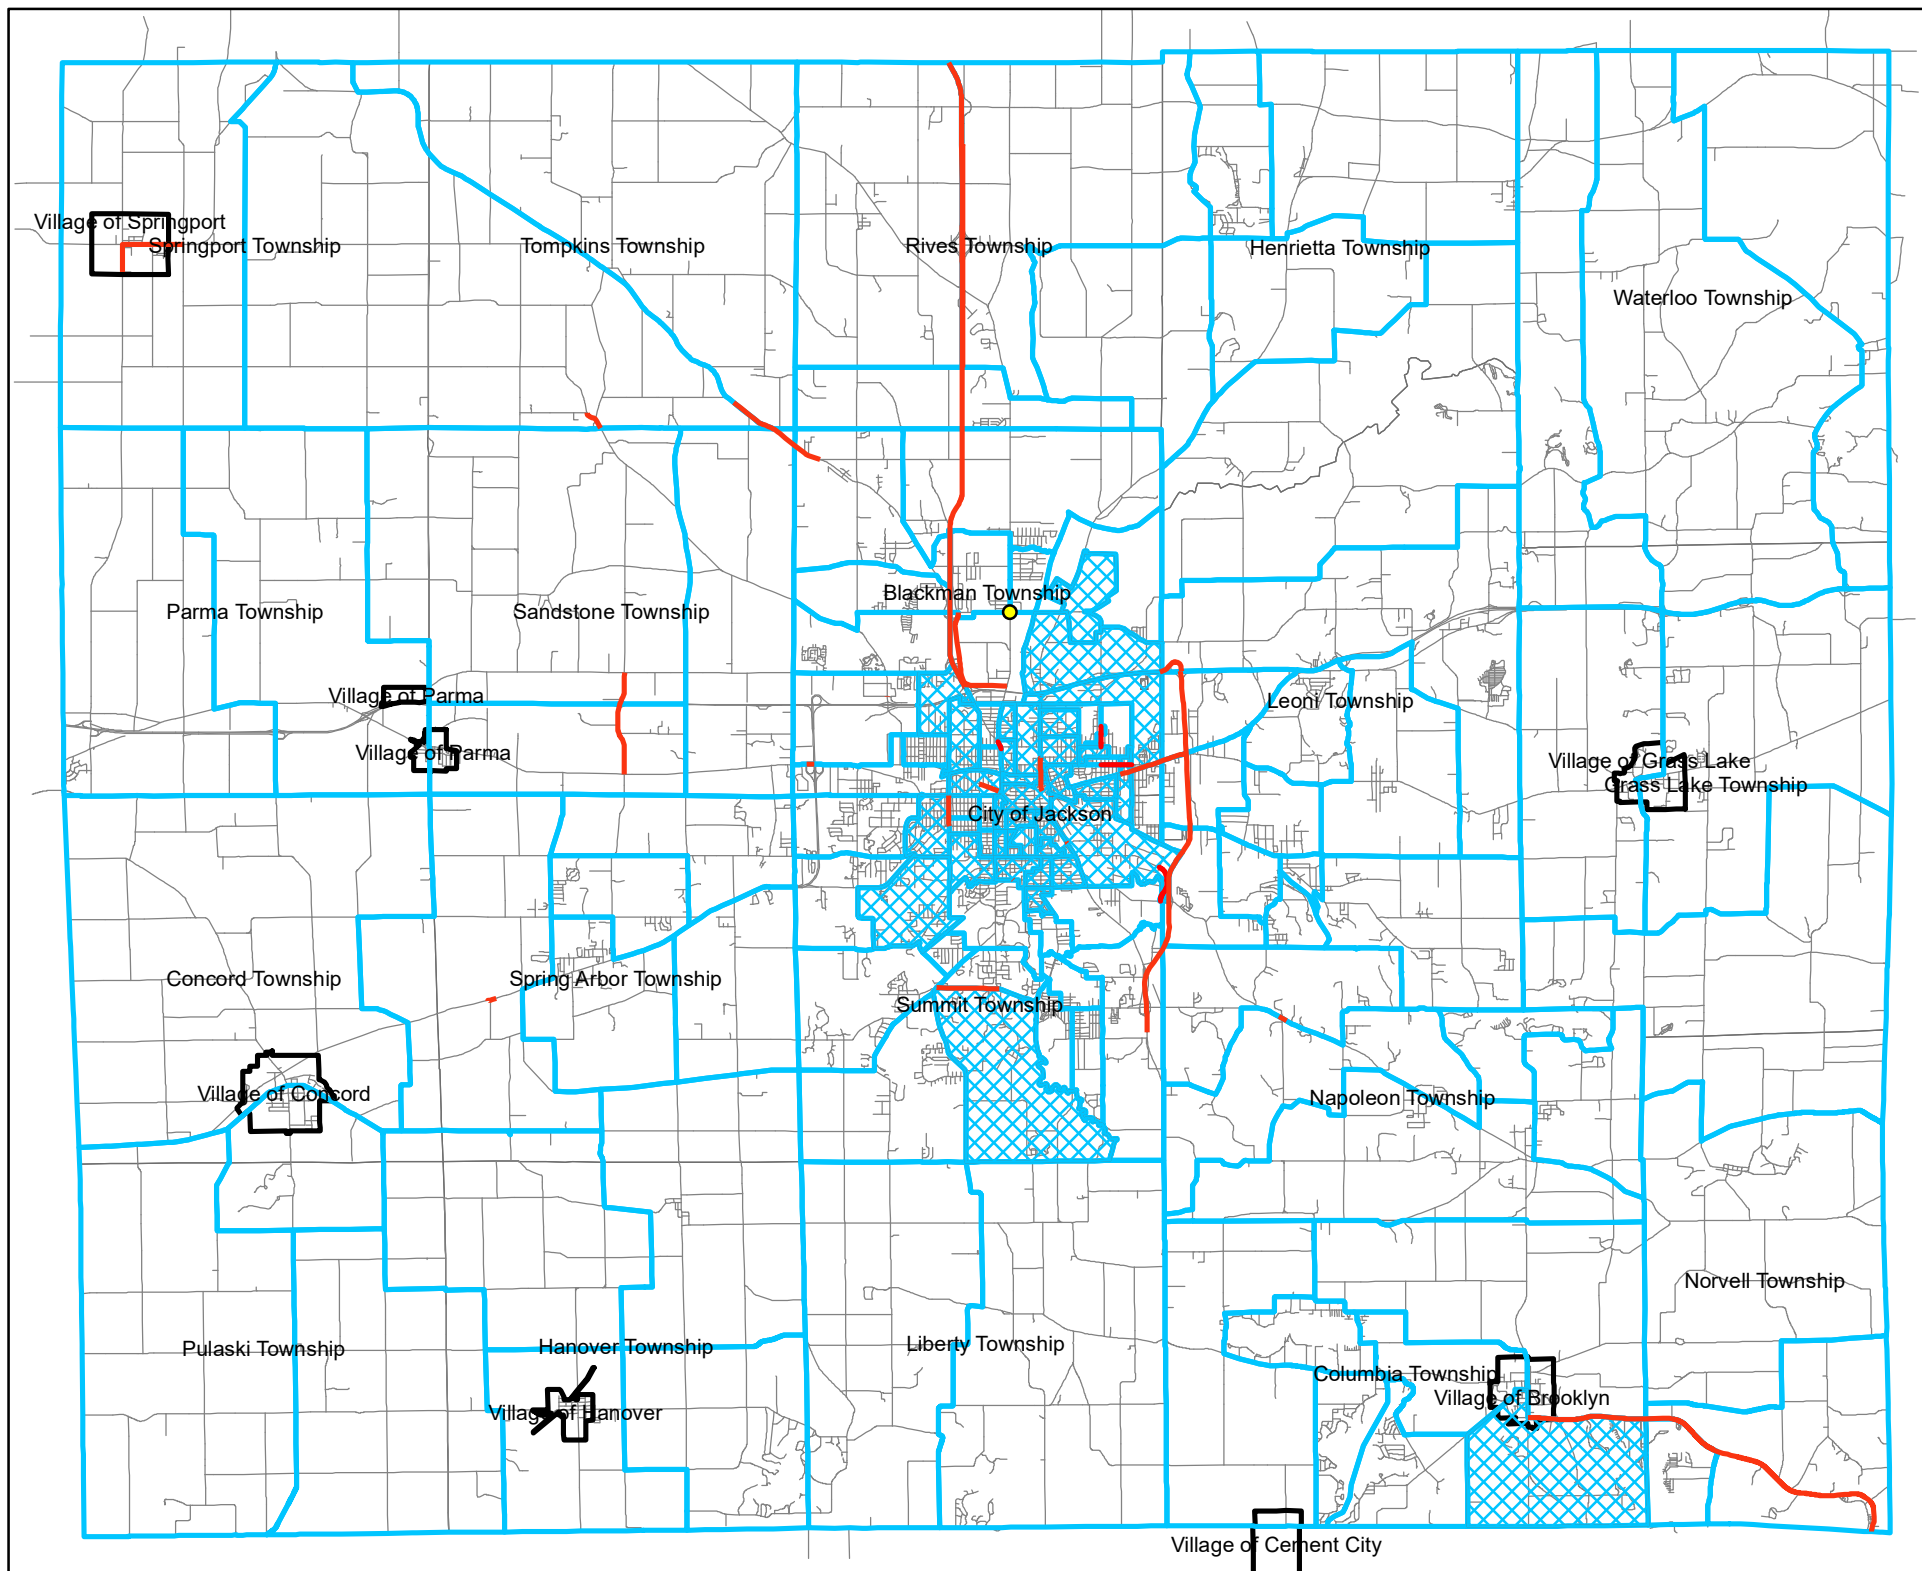 Village of Springport
Springport Township
Tompkins Township
Rives Township
Henrietta Township
Waterloo Township
Blackman Township
Parma Township
Sandstone Township
Village of Parma
Leoni Township
Village of Parma
Village of Grass Lake
Grass Lake Township
City of Jackson
Concord Township
Spring Arbor Township
Summit Township
Village of Concord
Napoleon Township
Norvell Township
Pulaski Township
Hanover Township
Liberty Township
Columbia Township
Village of Brooklyn
Village of Hanover
Village of Cement City